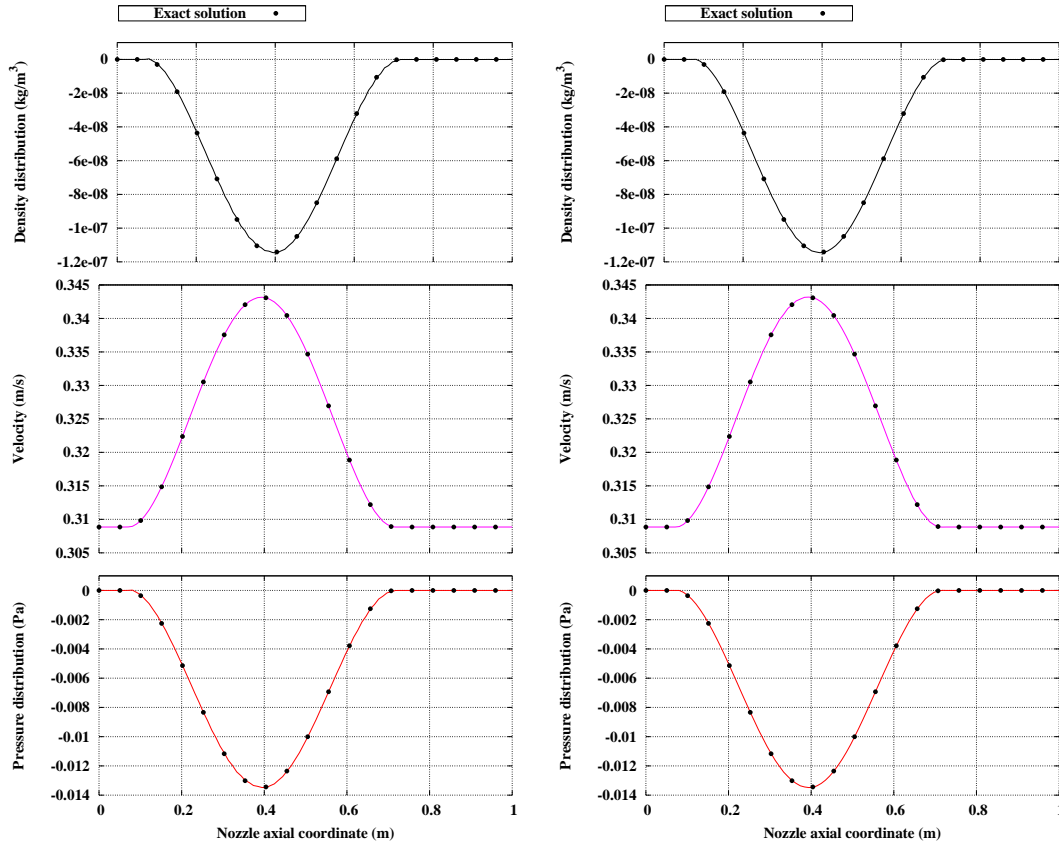 Exact solution
Density distribution (kg/m³)
0
-2e-08
-4e-08
-6e-08
-8e-08
-1e-07
-1.2e-07
Velocity (m/s)
0.345
0.34
0.335
0.33
0.325
0.32
0.315
0.31
0.305
Pressure distribution (Pa)
0
-0.002
-0.004
-0.006
-0.008
-0.01
-0.012
-0.014
0 0.2 0.4 0.6 0.8 1
Nozzle axial coordinate (m)
Exact solution
Density distribution (kg/m³)
0
-2e-08
-4e-08
-6e-08
-8e-08
-1e-07
-1.2e-07
Velocity (m/s)
0.345
0.34
0.335
0.33
0.325
0.32
0.315
0.31
0.305
Pressure distribution (Pa)
0
-0.002
-0.004
-0.006
-0.008
-0.01
-0.012
-0.014
0 0.2 0.4 0.6 0.8 1
Nozzle axial coordinate (m)